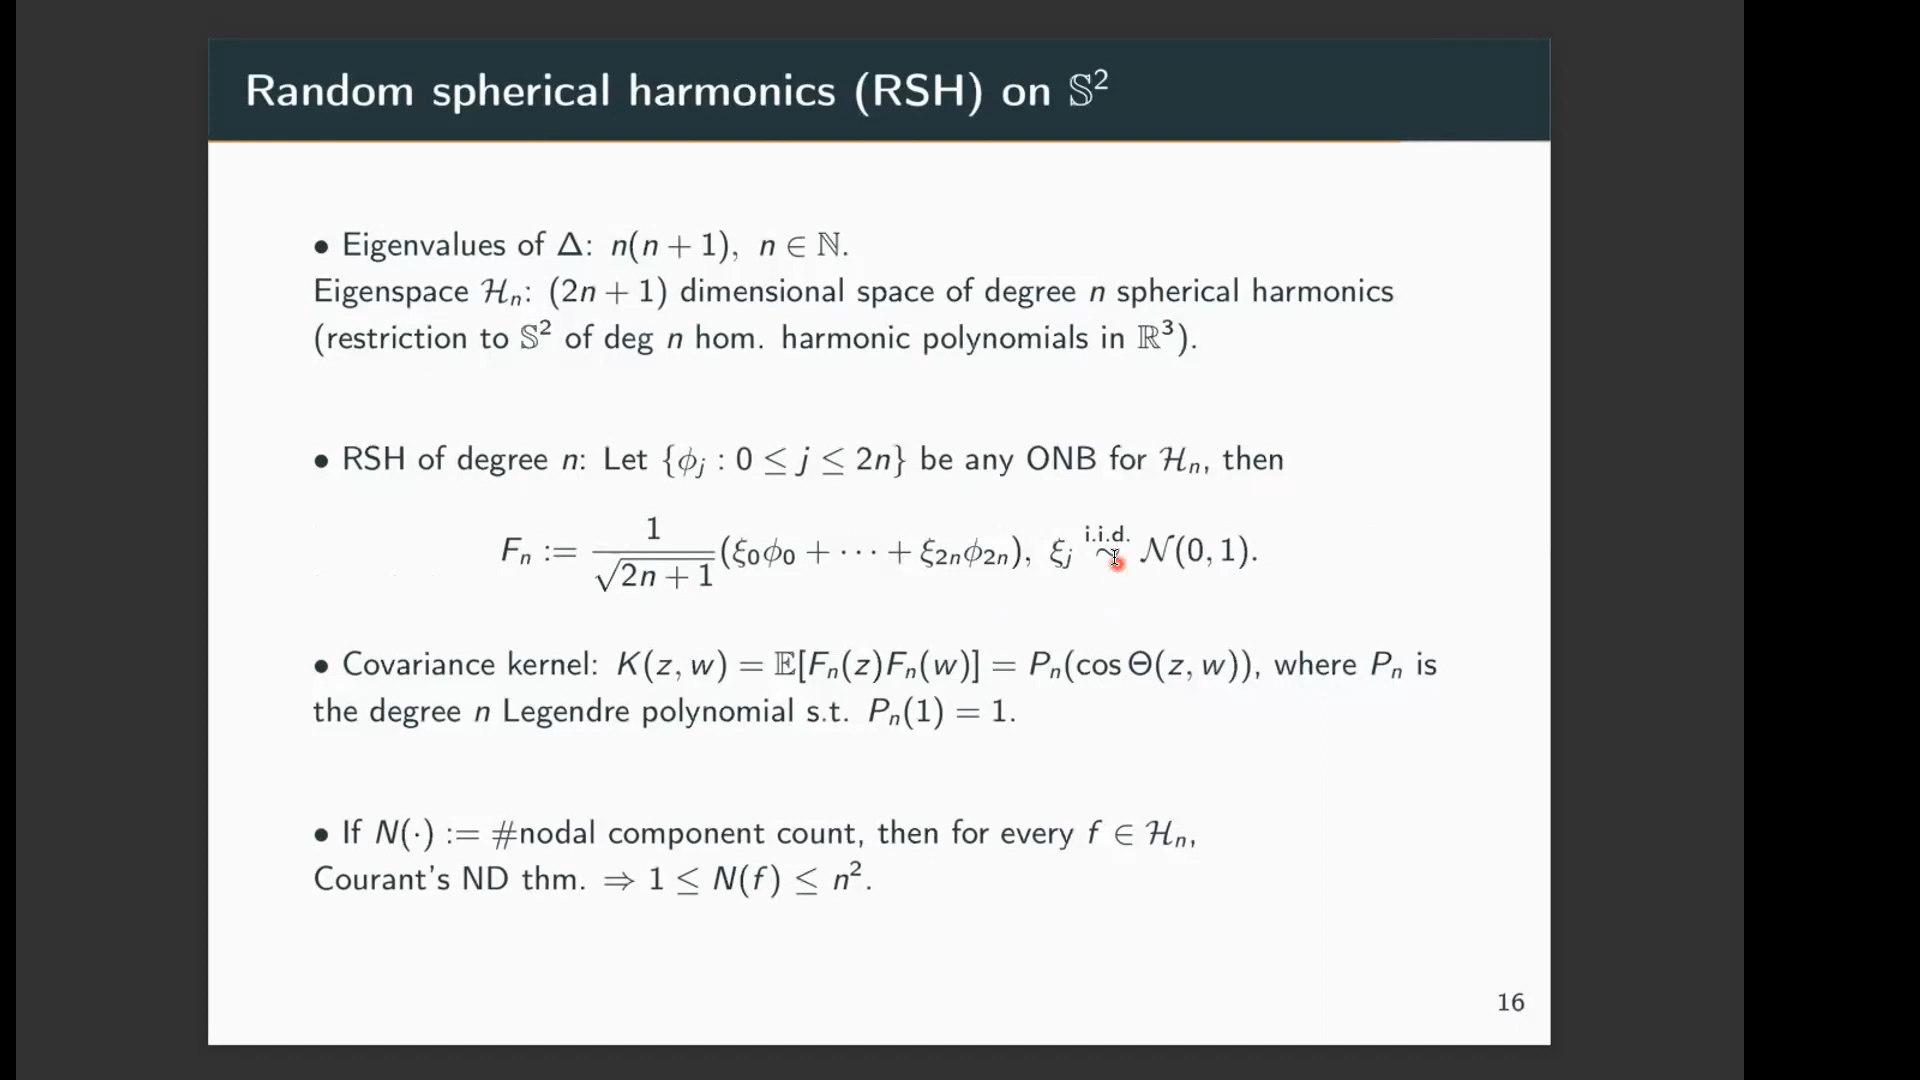 Random spherical harmonics (RSH) on 𝕊²
• Eigenvalues of Δ: n(n + 1), n ∈ ℕ.
Eigenspace ℋₙ: (2n + 1) dimensional space of degree n spherical harmonics
(restriction to 𝕊² of deg n hom. harmonic polynomials in ℝ³).
• RSH of degree n: Let {ϕⱼ : 0 ≤ j ≤ 2n} be any ONB for ℋₙ, then
Fₙ := 1/√(2n + 1) (ξ₀ϕ₀ + ··· + ξ₂ₙϕ₂ₙ), ξⱼ i.i.d. ~ 𝒩(0, 1).
• Covariance kernel: K(z, w) = 𝔼[Fₙ(z)Fₙ(w)] = Pₙ(cos Θ(z, w)), where Pₙ is
the degree n Legendre polynomial s.t. Pₙ(1) = 1.
• If N(·) := #nodal component count, then for every f ∈ ℋₙ,
Courant's ND thm. ⇒ 1 ≤ N(f) ≤ n².
16